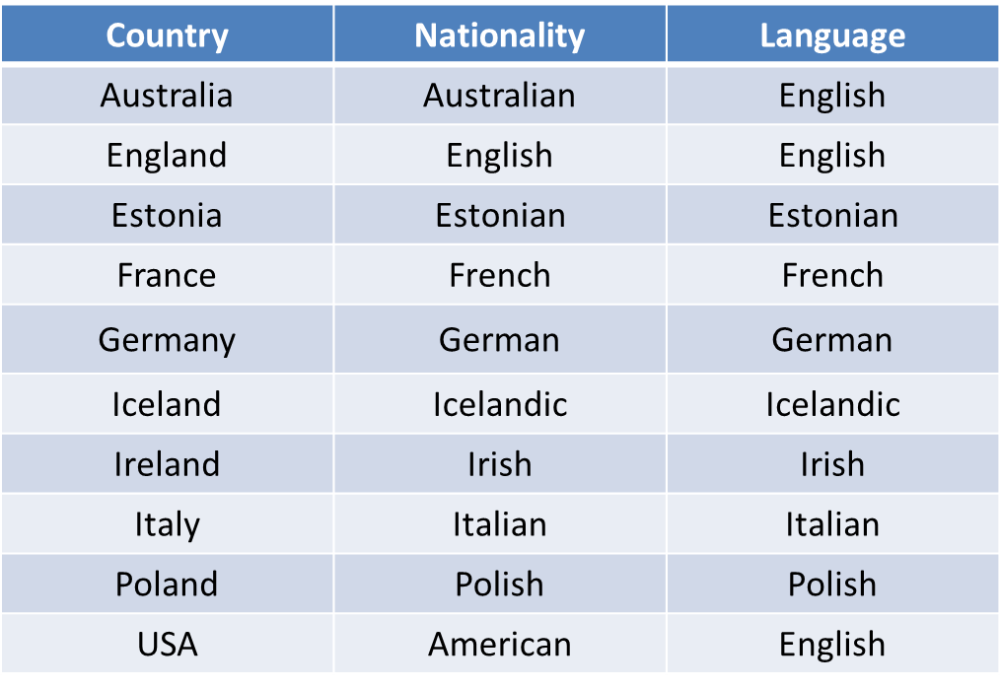 Country Nationality Language
Australia Australian English
England English English
Estonia Estonian Estonian
France French French
Germany German German
Iceland Icelandic Icelandic
Ireland Irish Irish
Italy Italian Italian
Poland Polish Polish
USA American English